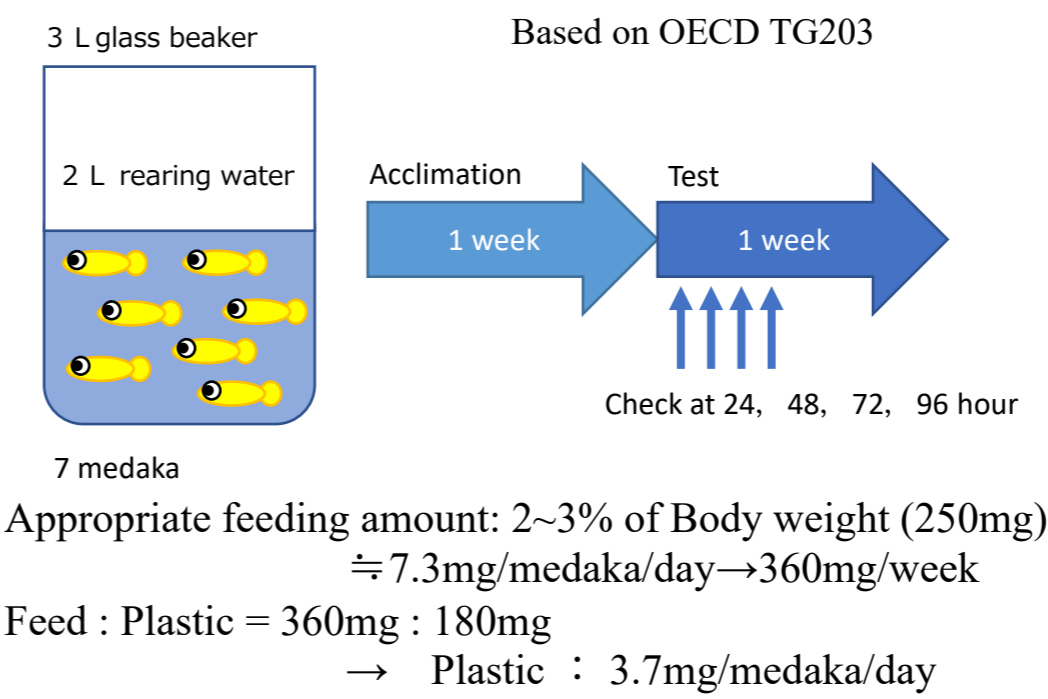 3 L glass beaker
Based on OECD TG203
2 L rearing water
Acclimation
Test
1 week
1 week
Check at 24, 48, 72, 96 hour
7 medaka
Appropriate feeding amount: 2~3% of Body weight (250mg)
≒7.3mg/medaka/day→360mg/week
Feed : Plastic = 360mg : 180mg
→ Plastic : 3.7mg/medaka/day